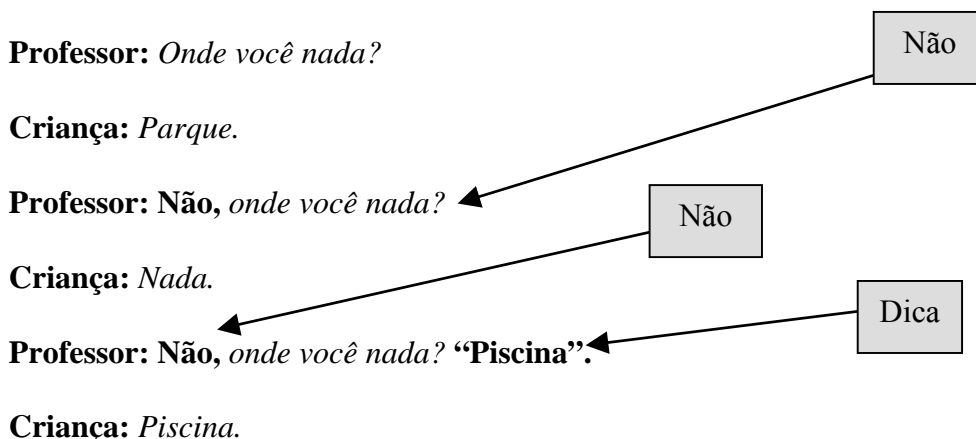 Professor: Onde você nada?
Não
Criança: Parque.
Professor: Não, onde você nada?
Não
Criança: Nada.
Dica
Professor: Não, onde você nada? “Piscina”.
Criança: Piscina.